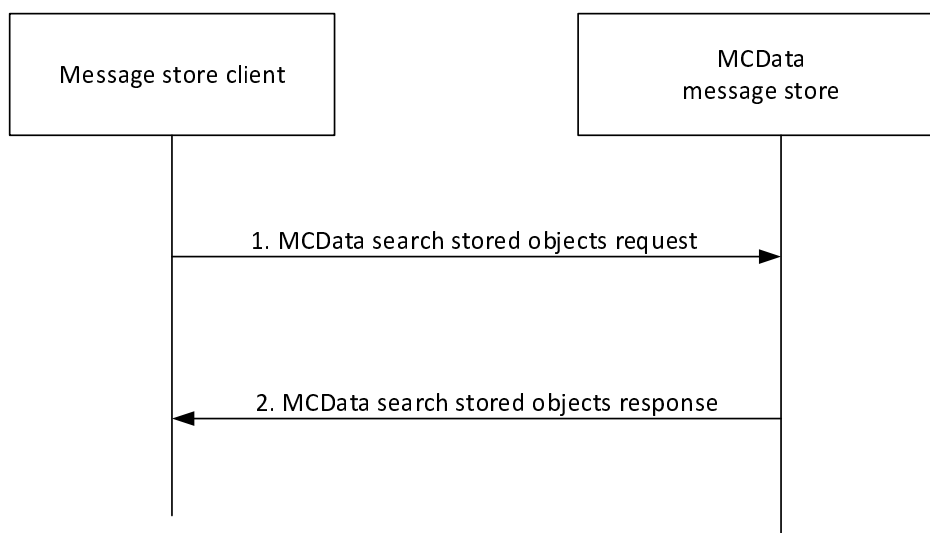 Message store client
MCData
message store
1. MCData search stored objects request
2. MCData search stored objects response